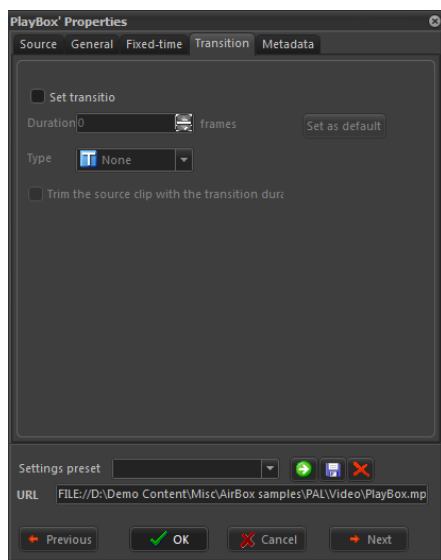 PlayBox' Properties
Source General Fixed-time Transition Metadata
Set transitio
Duration 0 frames Set as default
Type T None
Trim the source clip with the transition dura
Settings preset
URL FILE://D:\Demo Content\Misc\AirBox samples\PAL\Video\PlayBox.mp
Previous OK Cancel Next